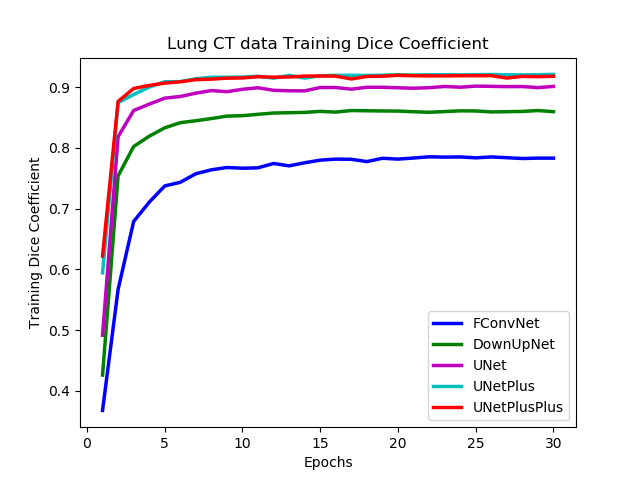 Lung CT data Training Dice Coefficient
Training Dice Coefficient
0.9
0.8
0.7
0.6
0.5
0.4
0
5
10
15
20
25
30
Epochs
FConvNet
DownUpNet
UNet
UNetPlus
UNetPlusPlus